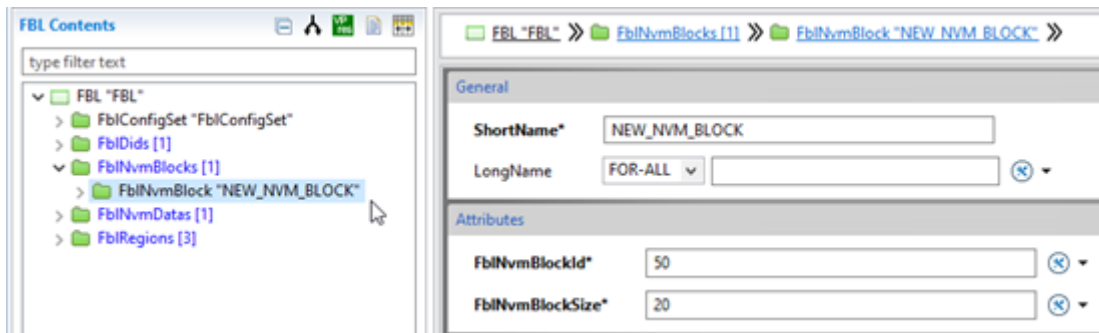 FBL Contents
type filter text
FBL "FBL"
FblConfigSet "FblConfigSet"
FblDids [1]
FblNvmBlocks [1]
FblNvmBlock "NEW_NVM_BLOCK"
FblNvmDatas [1]
FblRegions [3]
FBL "FBL" » FblNvmBlocks [1] » FblNvmBlock "NEW_NVM_BLOCK" »
General
ShortName* NEW_NVM_BLOCK
LongName FOR-ALL
Attributes
FblNvmBlockId* 50
FblNvmBlockSize* 20